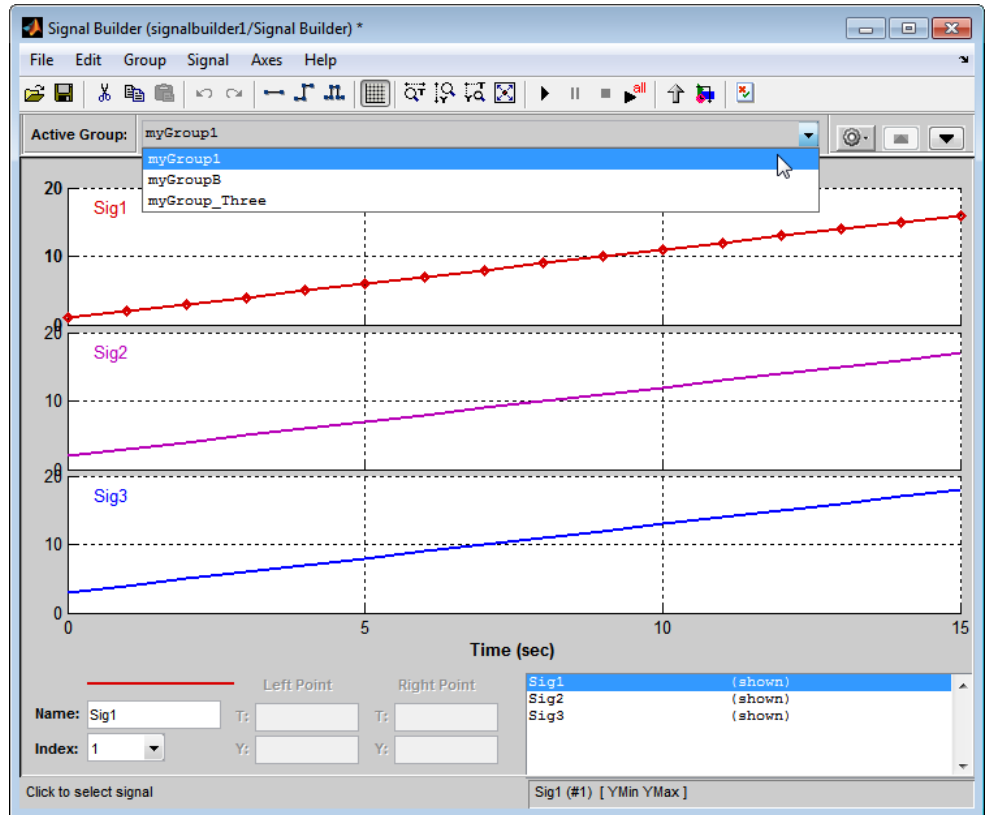 Signal Builder (signalbuilder1/Signal Builder) *
File Edit Group Signal Axes Help
all
Active Group: myGroup1
myGroup1
myGroupB
myGroup_Three
20
Sig1
10
0
20
Sig2
10
0
20
Sig3
10
0
0 5 10 15
Time (sec)
Left Point Right Point
Name: Sig1 T: T:
Index: 1 Y: Y:
Sig1 (shown)
Sig2 (shown)
Sig3 (shown)
Click to select signal
Sig1 (#1) [ YMin YMax ]